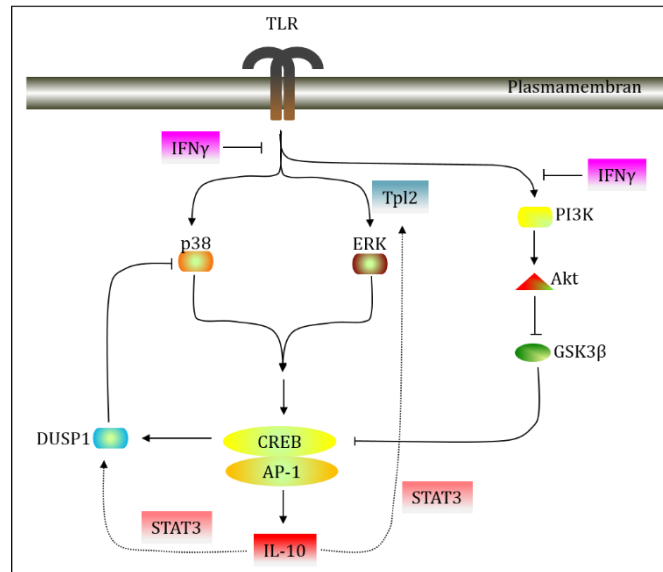 TLR
Plasmamembran
IFNγ
IFNγ
Tpl2
PI3K
p38
ERK
Akt
GSK3β
DUSP1
CREB
AP-1
STAT3
STAT3
IL-10